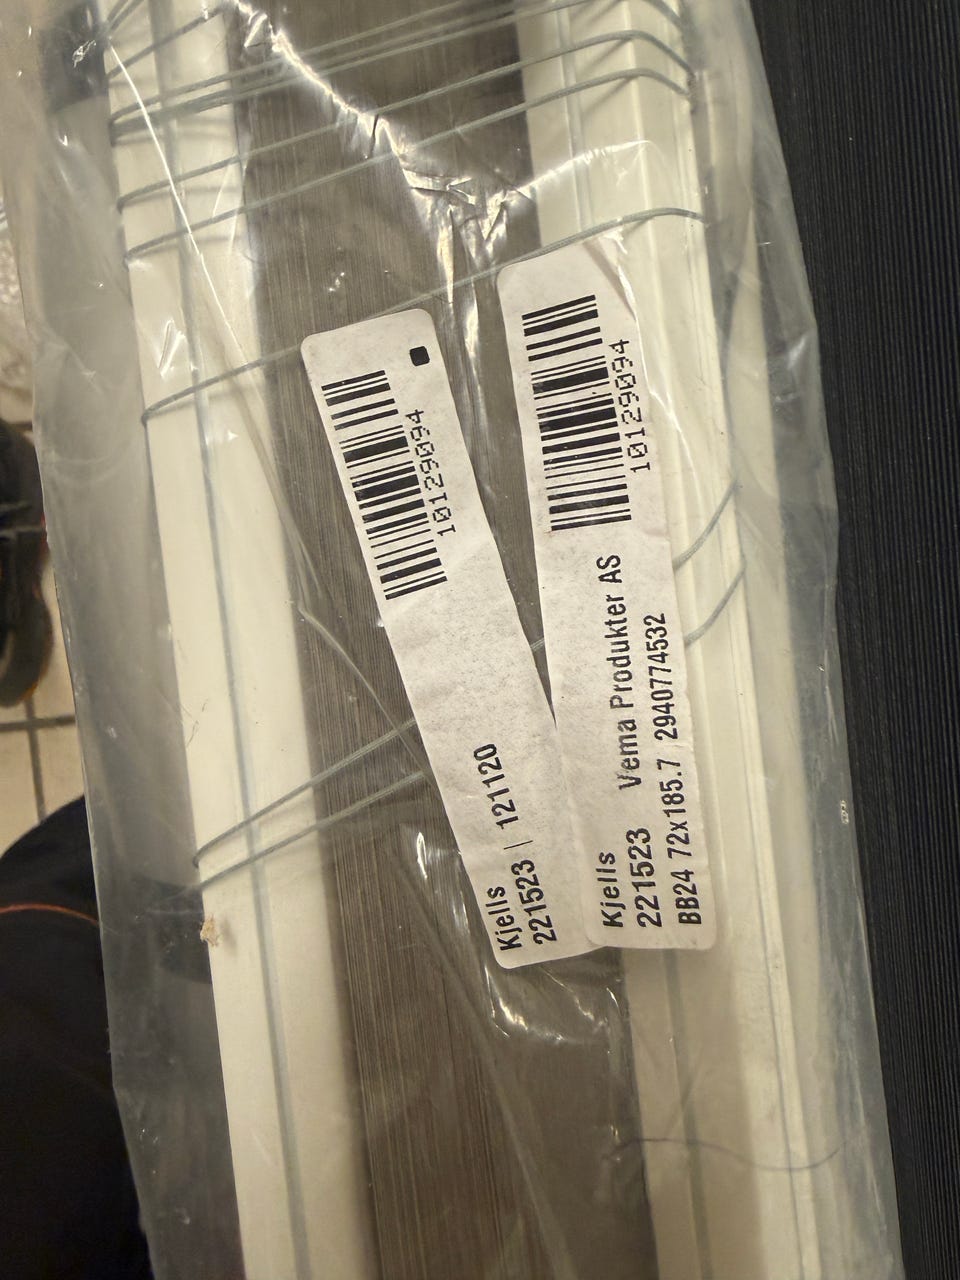 10129094
Kjells
221523 | 121120
10129094
Kjells Vema Produkter AS
221523
BB24 72x185.7 2940774532